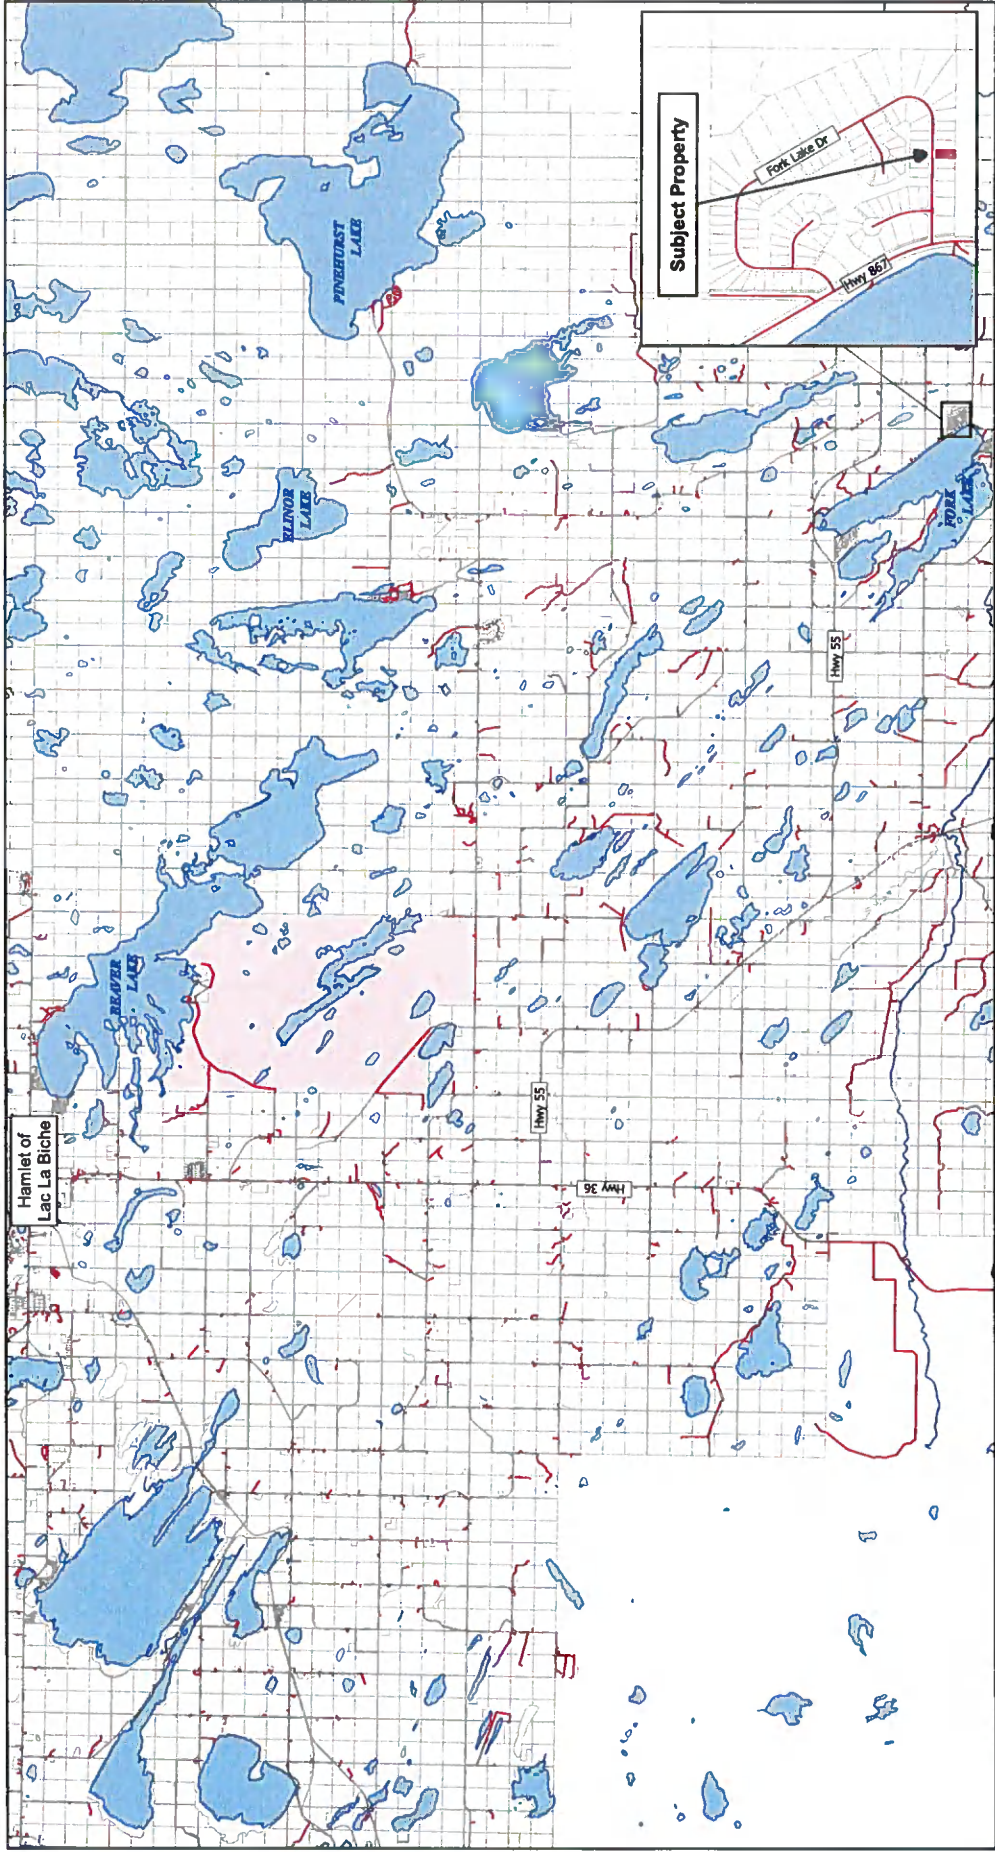 Hamlet of
Lac La Biche
BEAVER
LAKE
ELINOR
LAKE
PINEHURST
LAKE
Hwy 36
Hwy 55
Hwy 55
FORK
LAKE
Subject Property
Fork Lake Dr
Hwy 867